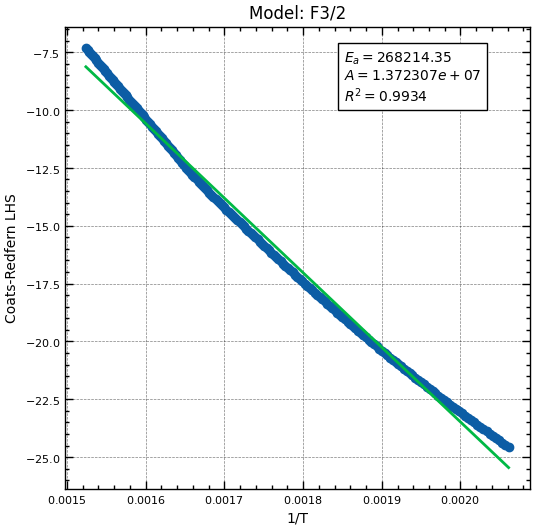 Model: F3/2
E_a = 268214.35
A = 1.372307e + 07
R^2 = 0.9934
Coats-Redfern LHS
−7.5
−10.0
−12.5
−15.0
−17.5
−20.0
−22.5
−25.0
0.0015 0.0016 0.0017 0.0018 0.0019 0.0020
1/T